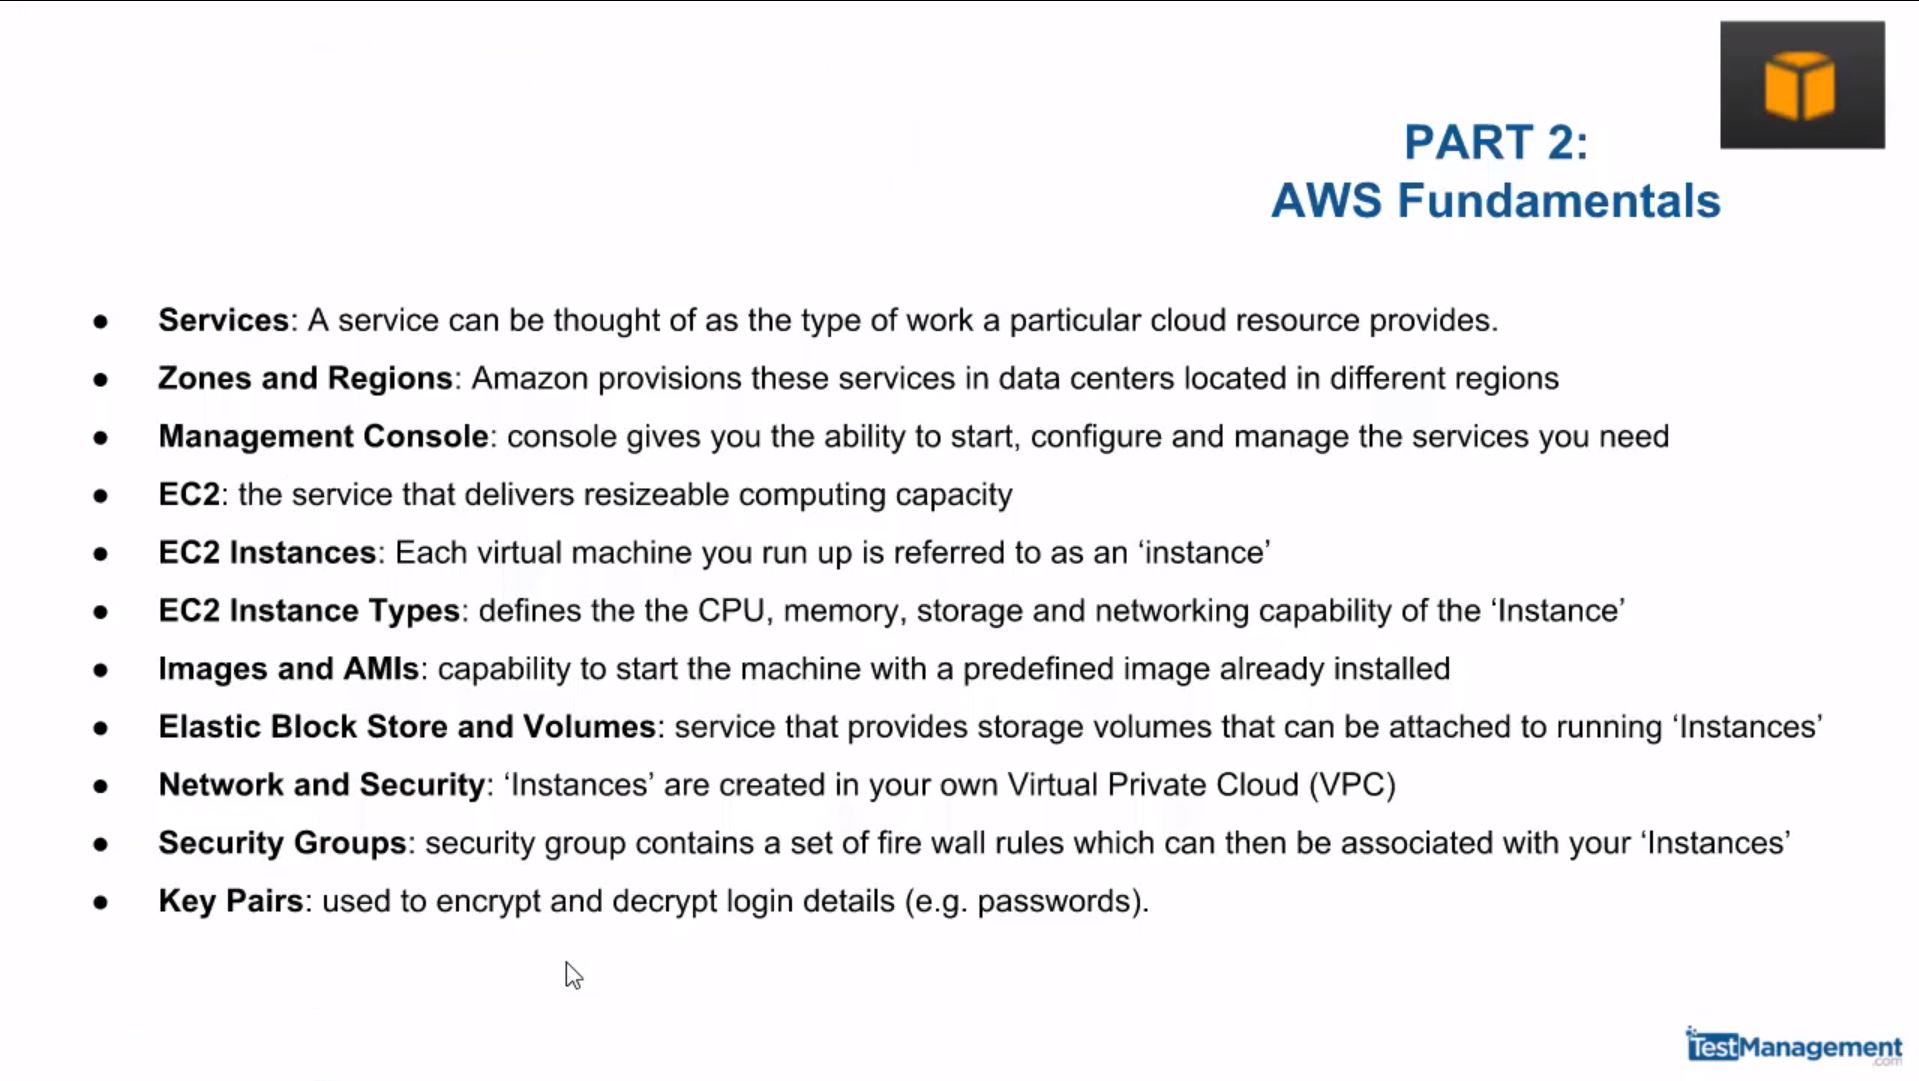 PART 2:
AWS Fundamentals
● Services: A service can be thought of as the type of work a particular cloud resource provides.
● Zones and Regions: Amazon provisions these services in data centers located in different regions
● Management Console: console gives you the ability to start, configure and manage the services you need
● EC2: the service that delivers resizeable computing capacity
● EC2 Instances: Each virtual machine you run up is referred to as an ‘instance’
● EC2 Instance Types: defines the the CPU, memory, storage and networking capability of the ‘Instance’
● Images and AMIs: capability to start the machine with a predefined image already installed
● Elastic Block Store and Volumes: service that provides storage volumes that can be attached to running ‘Instances’
● Network and Security: ‘Instances’ are created in your own Virtual Private Cloud (VPC)
● Security Groups: security group contains a set of fire wall rules which can then be associated with your ‘Instances’
● Key Pairs: used to encrypt and decrypt login details (e.g. passwords).
TestManagement
.com